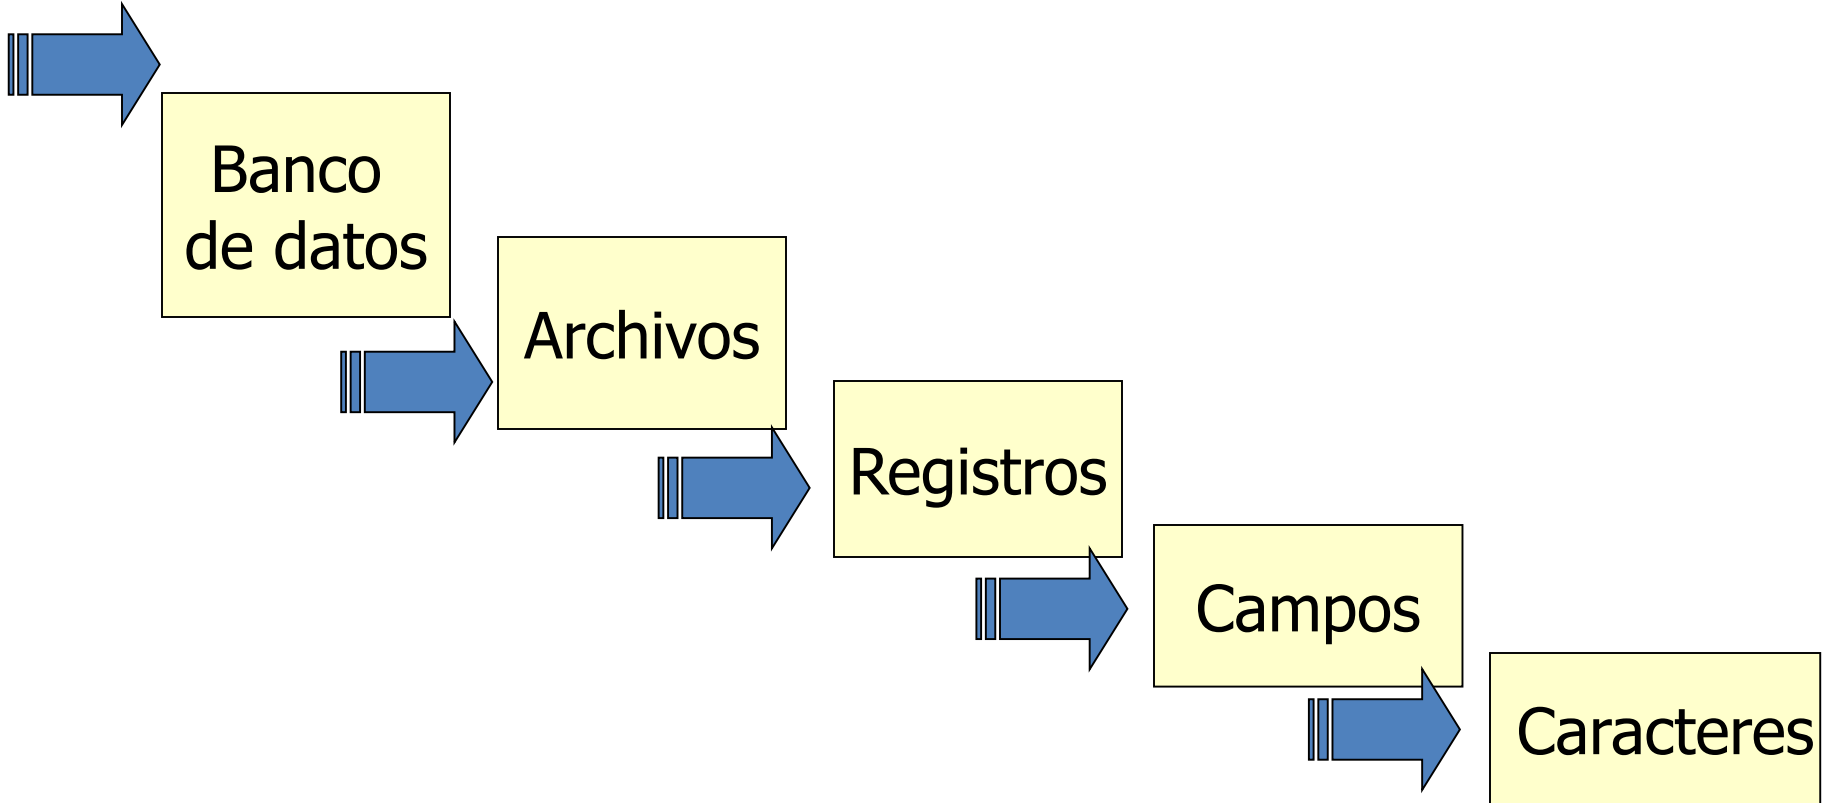 Banco
de datos
Archivos
Registros
Campos
Caracteres